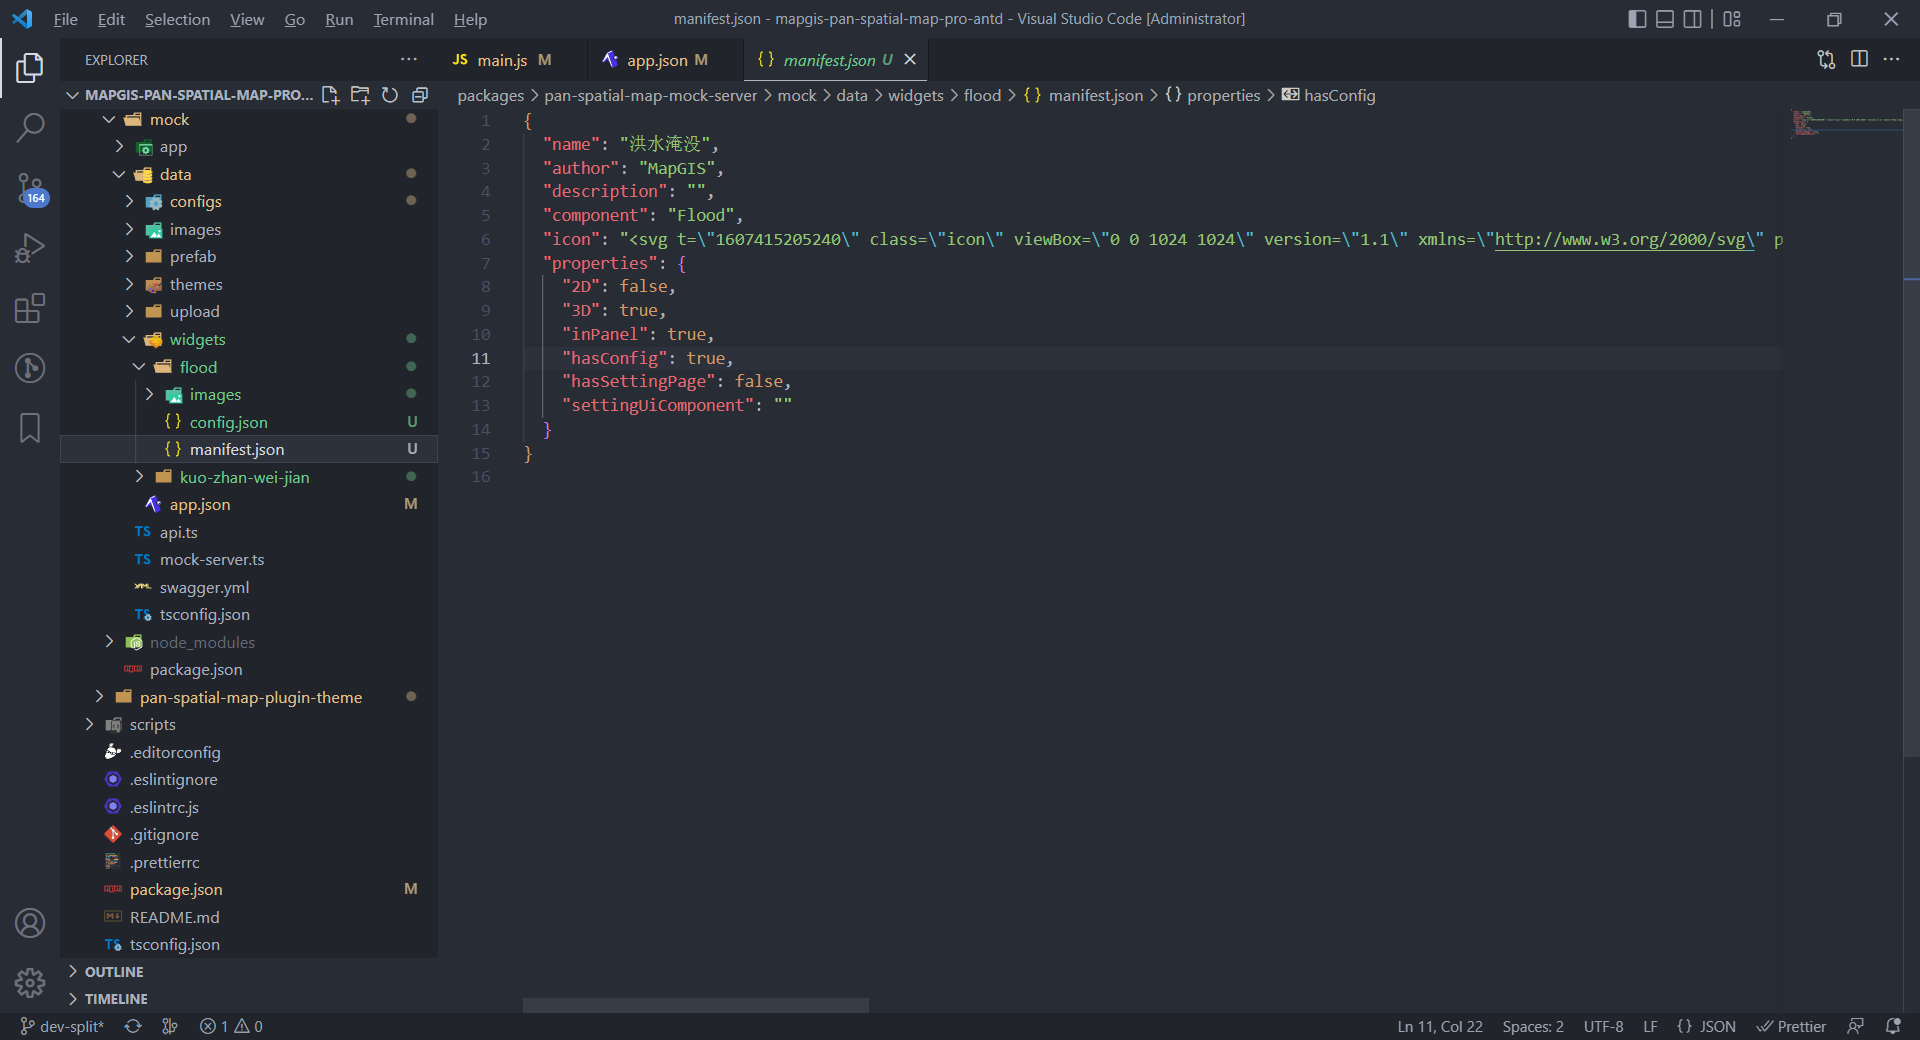 File Edit Selection View Go Run Terminal Help
manifest.json - mapgis-pan-spatial-map-pro-antd - Visual Studio Code [Administrator]
EXPLORER
JS main.js M
app.json M
{} manifest.json U
MAPGIS-PAN-SPATIAL-MAP-PRO...
packages > pan-spatial-map-mock-server > mock > data > widgets > flood > {} manifest.json > {} properties > hasConfig
mock
app
data
configs
images
prefab
themes
upload
widgets
flood
images
{} config.json U
{} manifest.json U
kuo-zhan-wei-jian
app.json M
TS api.ts
TS mock-server.ts
swagger.yml
TS tsconfig.json
node_modules
package.json
pan-spatial-map-plugin-theme
scripts
.editorconfig
.eslintignore
.eslintrc.js
.gitignore
.prettierrc
package.json M
README.md
TS tsconfig.json
OUTLINE
TIMELINE
164
1 {
2 "name": "洪水淹没",
3 "author": "MapGIS",
4 "description": "",
5 "component": "Flood",
6 "icon": "<svg t=\"1607415205240\" class=\"icon\" viewBox=\"0 0 1024 1024\" version=\"1.1\" xmlns=\"http://www.w3.org/2000/svg\" p
7 "properties": {
8 "2D": false,
9 "3D": true,
10 "inPanel": true,
11 "hasConfig": true,
12 "hasSettingPage": false,
13 "settingUiComponent": ""
14 }
15 }
16
dev-split* 1 0
Ln 11, Col 22 Spaces: 2 UTF-8 LF {} JSON Prettier